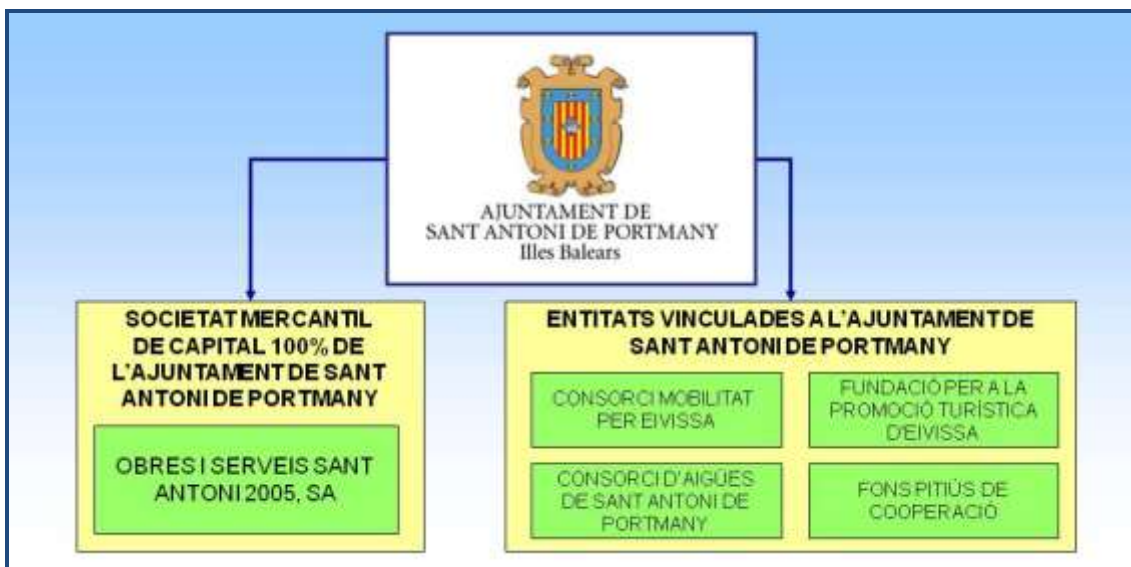 AJUNTAMENT DE
SANT ANTONI DE PORTMANY
Illes Balears
SOCIETAT MERCANTIL
DE CAPITAL 100% DE
L'AJUNTAMENT DE SANT
ANTONI DE PORTMANY
OBRES I SERVEIS SANT
ANTONI 2005, SA
ENTITATS VINCULADES A L'AJUNTAMENT DE
SANT ANTONI DE PORTMANY
CONSORCI MOBILITAT
PER EIVISSA
FUNDACIÓ PER A LA
PROMOCIÓ TURÍSTICA
D'EIVISSA
CONSORCI D'AIGÜES
DE SANT ANTONI DE
PORTMANY
FONS PITIÚS DE
COOPERACIÓ